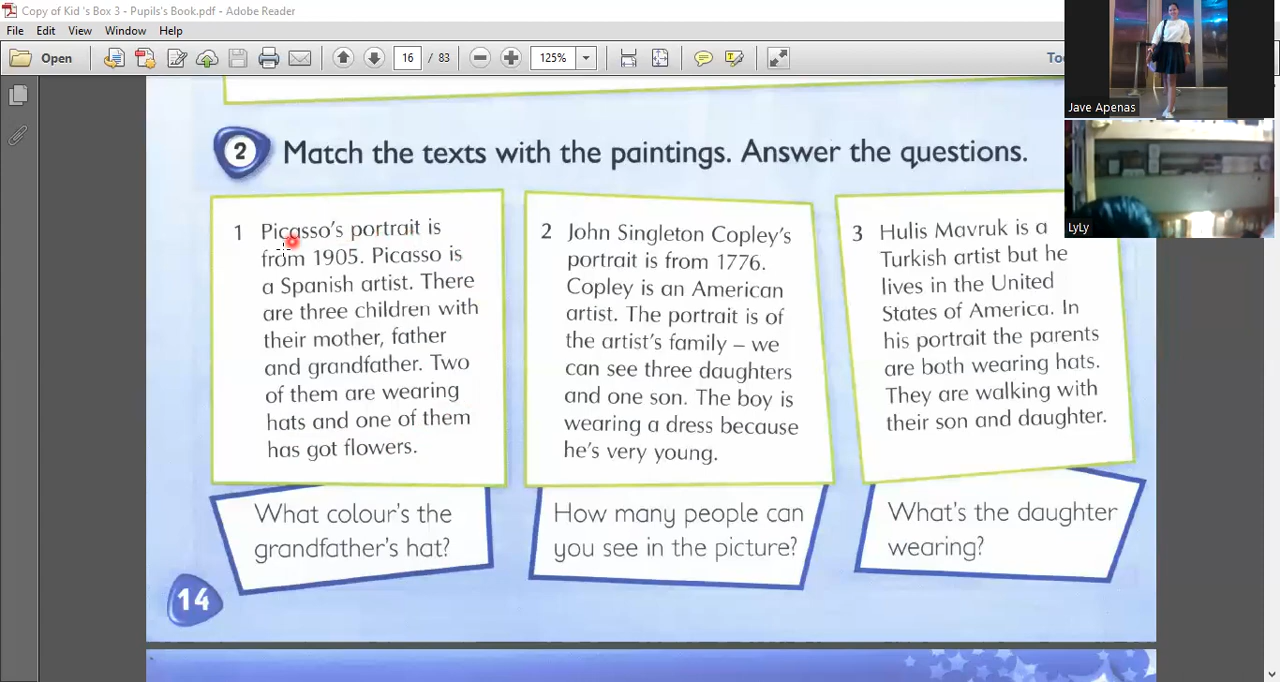 Copy of Kid 's Box 3 - Pupil's Book.pdf - Adobe Reader
File Edit View Window Help
Open 16 / 83 125%
Jave Apenas
LyLy
2 Match the texts with the paintings. Answer the questions.
1 Picasso's portrait is
from 1905. Picasso is
a Spanish artist. There
are three children with
their mother, father
and grandfather. Two
of them are wearing
hats and one of them
has got flowers.
2 John Singleton Copley's
portrait is from 1776.
Copley is an American
artist. The portrait is of
the artist's family – we
can see three daughters
and one son. The boy is
wearing a dress because
he's very young.
3 Hulis Mavruk is a
Turkish artist but he
lives in the United
States of America. In
his portrait the parents
are both wearing hats.
They are walking with
their son and daughter.
What colour's the
grandfather's hat?
How many people can
you see in the picture?
What's the daughter
wearing?
14